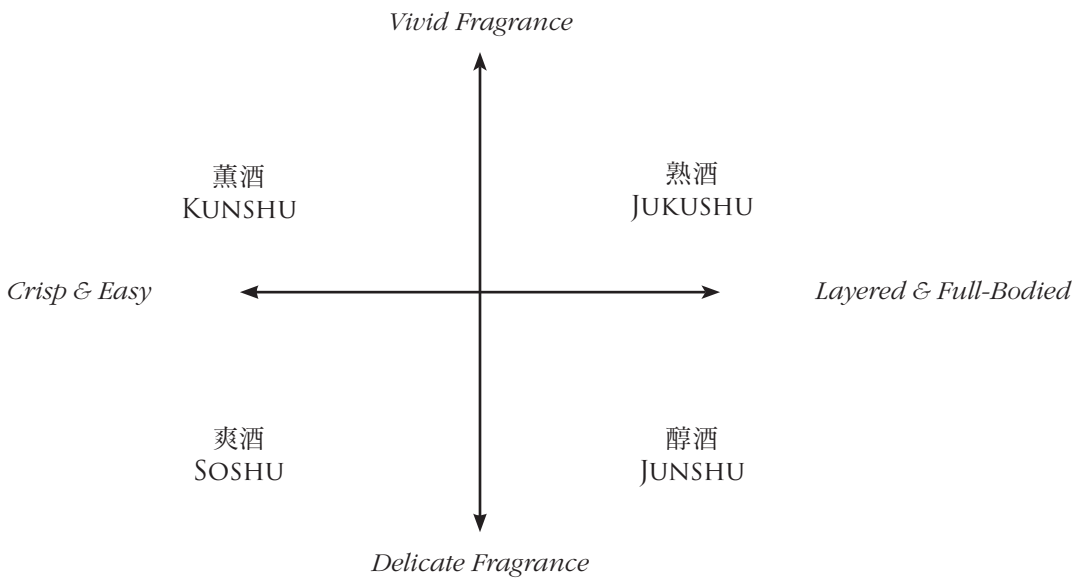 Vivid Fragrance
薫酒
KUNSHU
熟酒
JUKUSHU
Crisp & Easy
Layered & Full-Bodied
爽酒
SOSHU
醇酒
JUNSHU
Delicate Fragrance